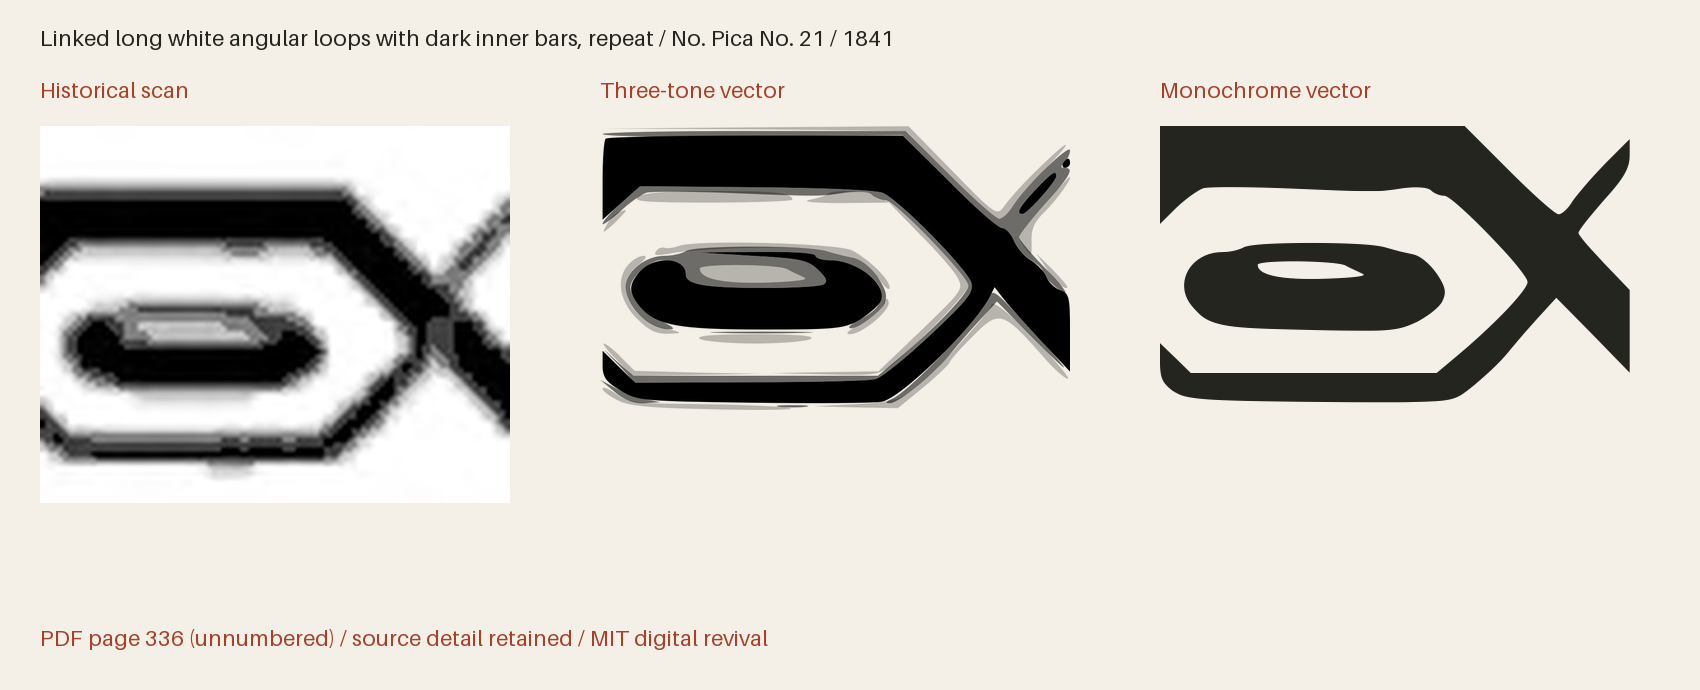 Linked long white angular loops with dark inner bars, repeat / No. Pica No. 21 / 1841
Historical scan
Three-tone vector
Monochrome vector
PDF page 336 (unnumbered) / source detail retained / MIT digital revival